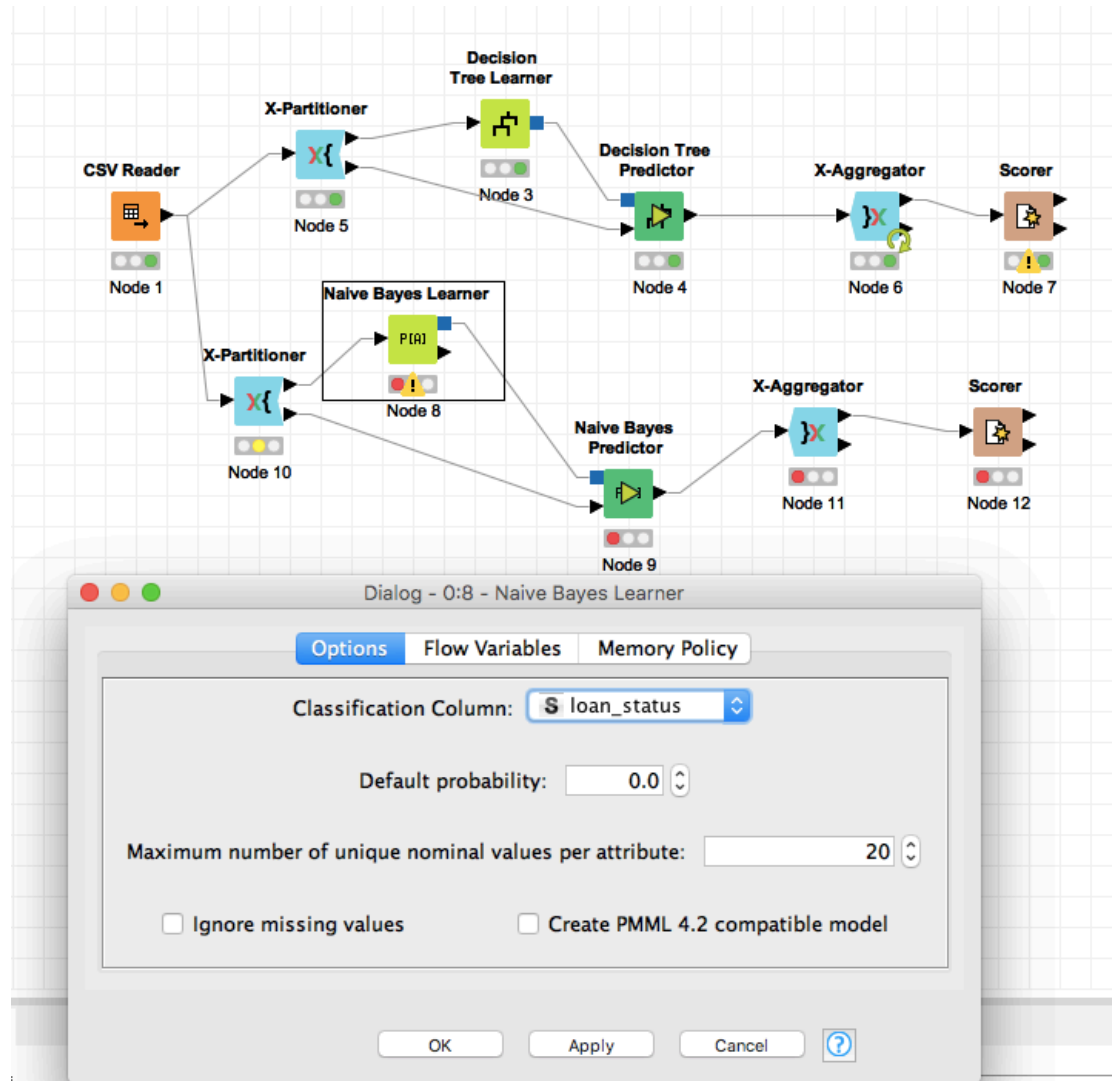 Decision
Tree Learner
X-Partitioner
CSV Reader
Decision Tree
Predictor
X-Aggregator
Scorer
Node 3
Node 5
Node 1
Node 4
Node 6
Node 7
Naive Bayes Learner
P[A]
X-Partitioner
Node 8
X-Aggregator
Scorer
Naive Bayes
Predictor
Node 10
Node 11
Node 12
Node 9
Dialog - 0:8 - Naive Bayes Learner
Options Flow Variables Memory Policy
Classification Column: S loan_status
Default probability: 0.0
Maximum number of unique nominal values per attribute: 20
Ignore missing values Create PMML 4.2 compatible model
OK Apply Cancel ?